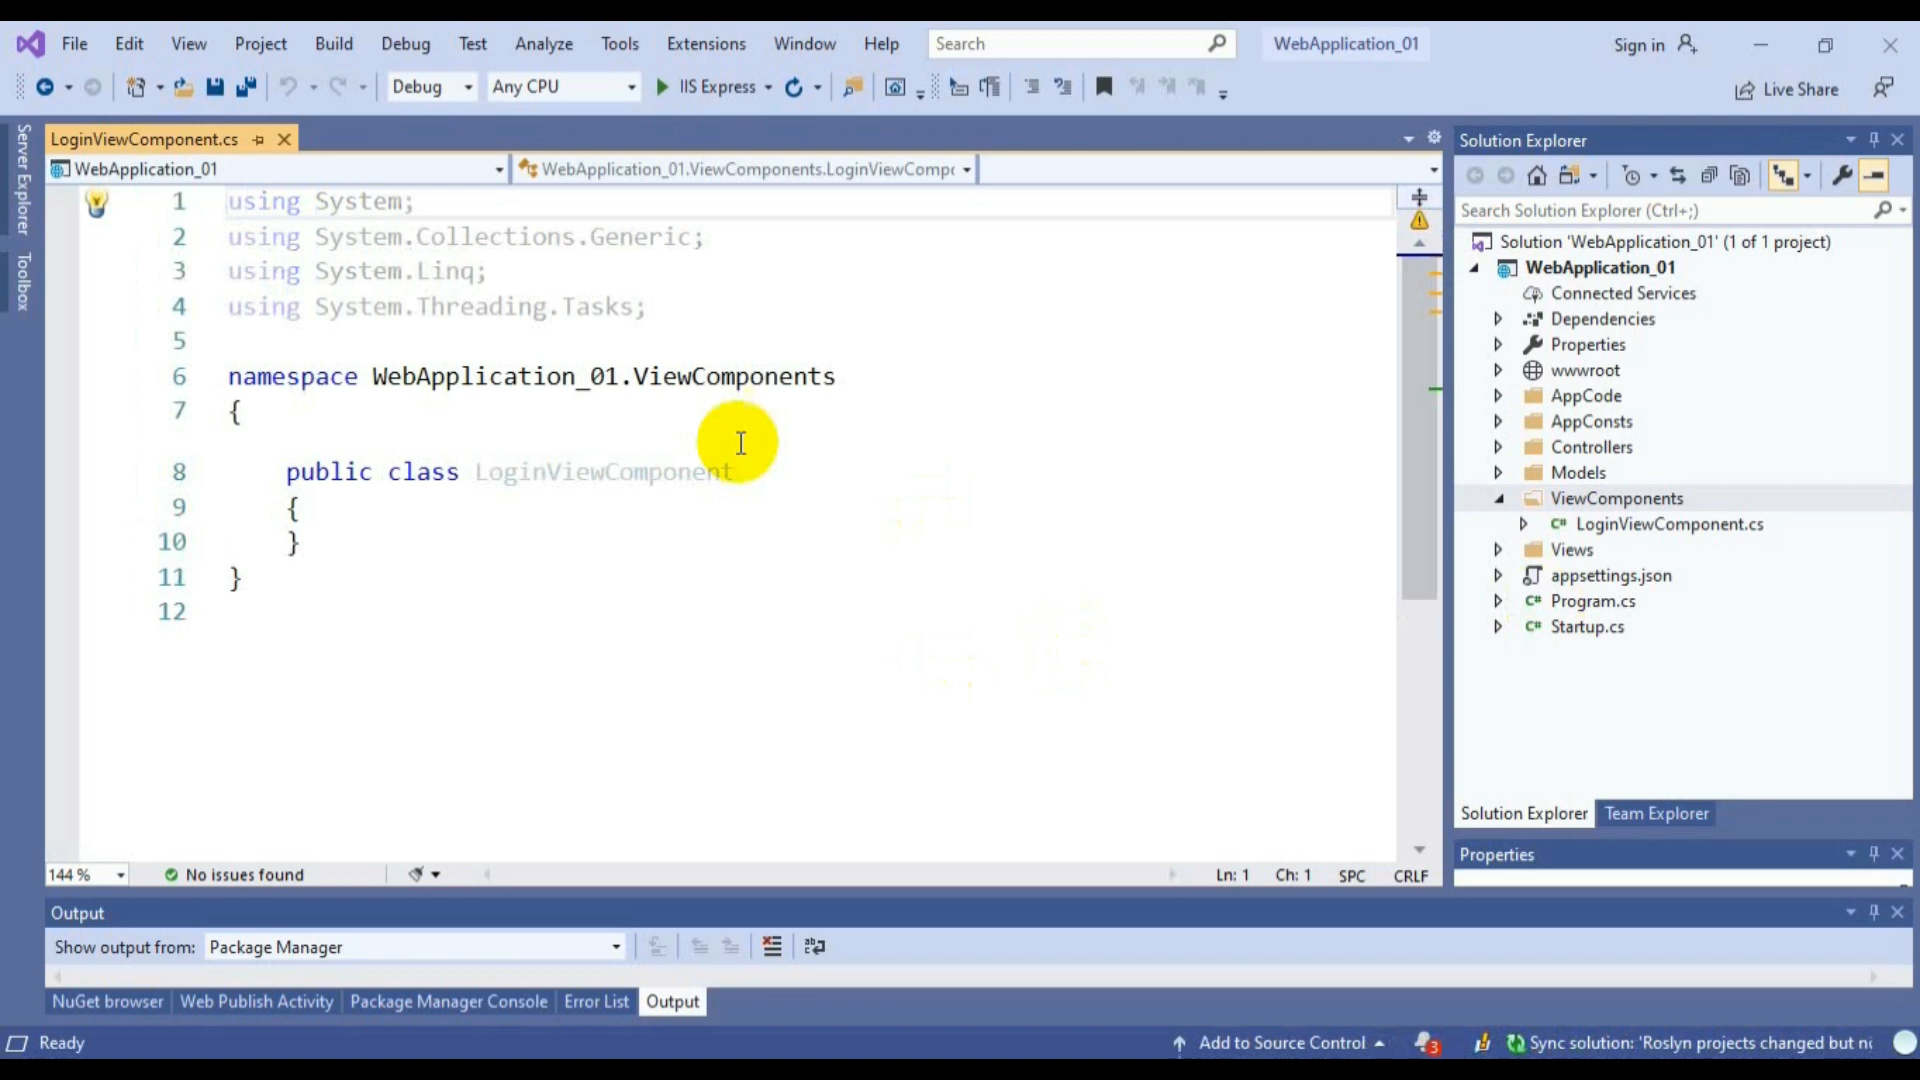 File Edit View Project Build Debug Test Analyze Tools Extensions Window Help Search WebApplication_01 Sign in
Debug Any CPU IIS Express Live Share
Server Explorer
Toolbox
LoginViewComponent.cs
WebApplication_01 WebApplication_01.ViewComponents.LoginViewComp
1 using System;
2 using System.Collections.Generic;
3 using System.Linq;
4 using System.Threading.Tasks;
5
6 namespace WebApplication_01.ViewComponents
7 {
8 public class LoginViewComponent
9 {
10 }
11 }
12
144 % No issues found Ln: 1 Ch: 1 SPC CRLF
Solution Explorer
Search Solution Explorer (Ctrl+;)
Solution 'WebApplication_01' (1 of 1 project)
WebApplication_01
Connected Services
Dependencies
Properties
wwwroot
AppCode
AppConsts
Controllers
Models
ViewComponents
C# LoginViewComponent.cs
Views
appsettings.json
C# Program.cs
C# Startup.cs
Solution Explorer Team Explorer
Properties
Output
Show output from: Package Manager
NuGet browser Web Publish Activity Package Manager Console Error List Output
Ready Add to Source Control 3 Sync solution: 'Roslyn projects changed but